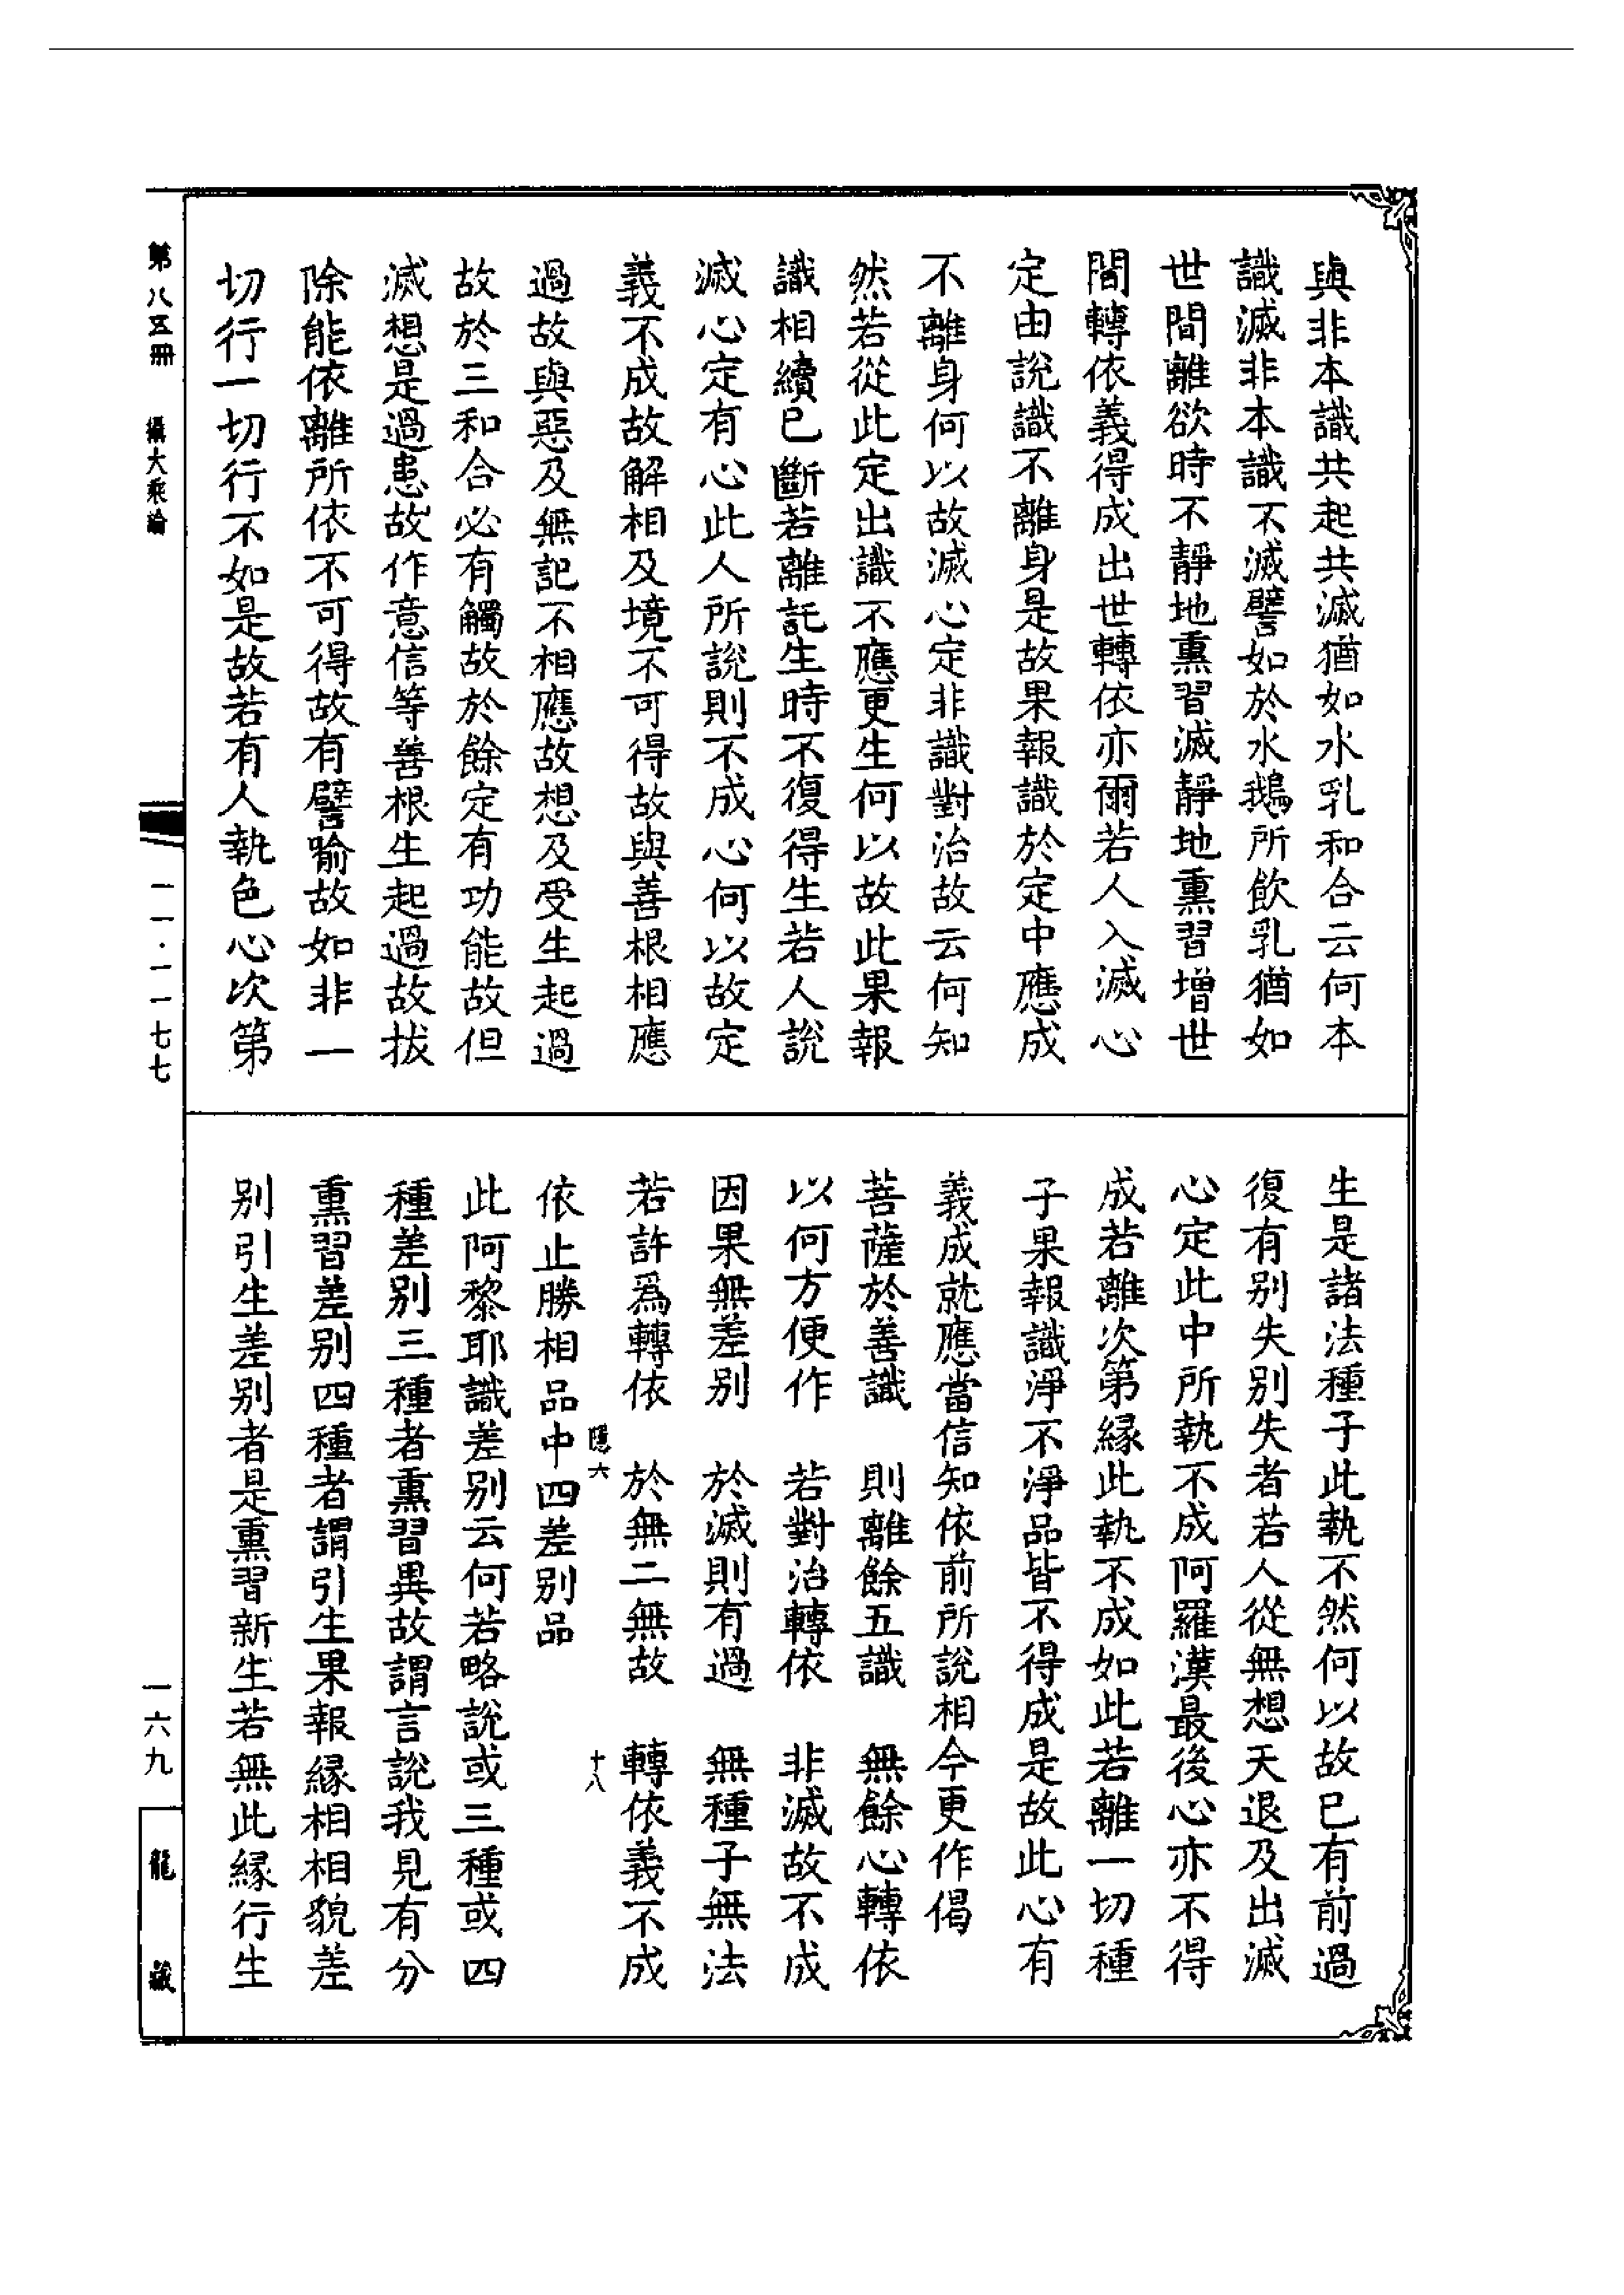 與非本識共起共滅猶如水乳和合云何本
識滅非本識不滅譬如於水鵝所飲乳猶如
世間離欲時不靜地熏習滅靜地熏習增世
間轉依義得成出世轉依亦爾若人入滅心
定由說識不離身是故果報識於定中應成
不離身何以故滅心定非識對治故云何知
然若從此定出識不應更生何以故此果報
識相續已斷若離託生時不復得生若人說
滅心定有心此人所說則不成心何以故定
義不成故解相及境不可得故與善根相應
過故與惡及無記不相應故想及受生起過
故於三和合必有觸故於餘定有功能故但
滅想是過患故作意信等善根生起過故拔
除能依離所依不可得故有譬喻故如非一
切行一切行不如是故若有人執色心次第
生是諸法種子此執不然何以故已有前過
復有別失別失者若人從無想天退及出滅
心定此中所執不成阿羅漢最後心亦不得
成若離次第緣此執不成如此若離一切種
子果報識淨不淨品皆不得成是故此心有
義成就應當信知依前所說相今更作偈
菩薩於善識　則離餘五識　無餘心轉依
以何方便作　若對治轉依　非滅故不成
因果無差別　於滅則有過　無種子無法
若許爲轉依　於無二無故　轉依義不成
隱六　十八
依止勝相品中四差別品
此阿黎耶識差別云何若略說或三種或四
種差別三種者熏習異故謂言說我見有分
熏習差別四種者謂引生果報緣相相貌差
別引生差別者是熏習新生若無此緣行生
第八五冊　攝大乘論　一一·一一七七　一六九　龍藏